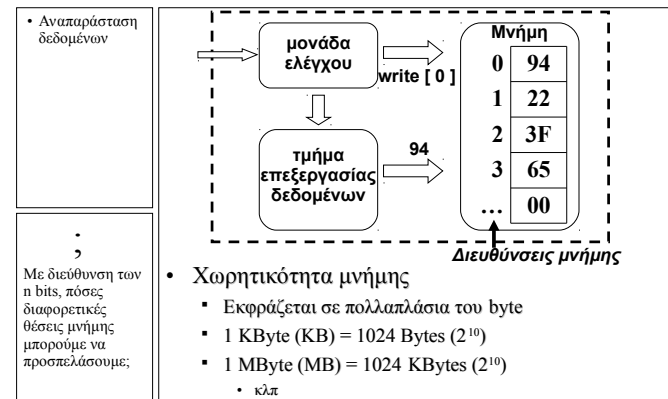 • Αναπαράσταση
δεδομένων
;
Με διεύθυνση των
n bits, πόσες
διαφορετικές
θέσεις μνήμης
μπορούμε να
προσπελάσουμε;
μονάδα
ελέγχου
write [ 0 ]
τμήμα
επεξεργασίας
δεδομένων
94
Μνήμη
0 94
1 22
2 3F
3 65
... 00
Διευθύνσεις μνήμης
• Χωρητικότητα μνήμης
▪ Εκφράζεται σε πολλαπλάσια του byte
▪ 1 KByte (KB) = 1024 Bytes (2¹⁰)
▪ 1 MByte (MB) = 1024 KBytes (2¹⁰)
• κλπ